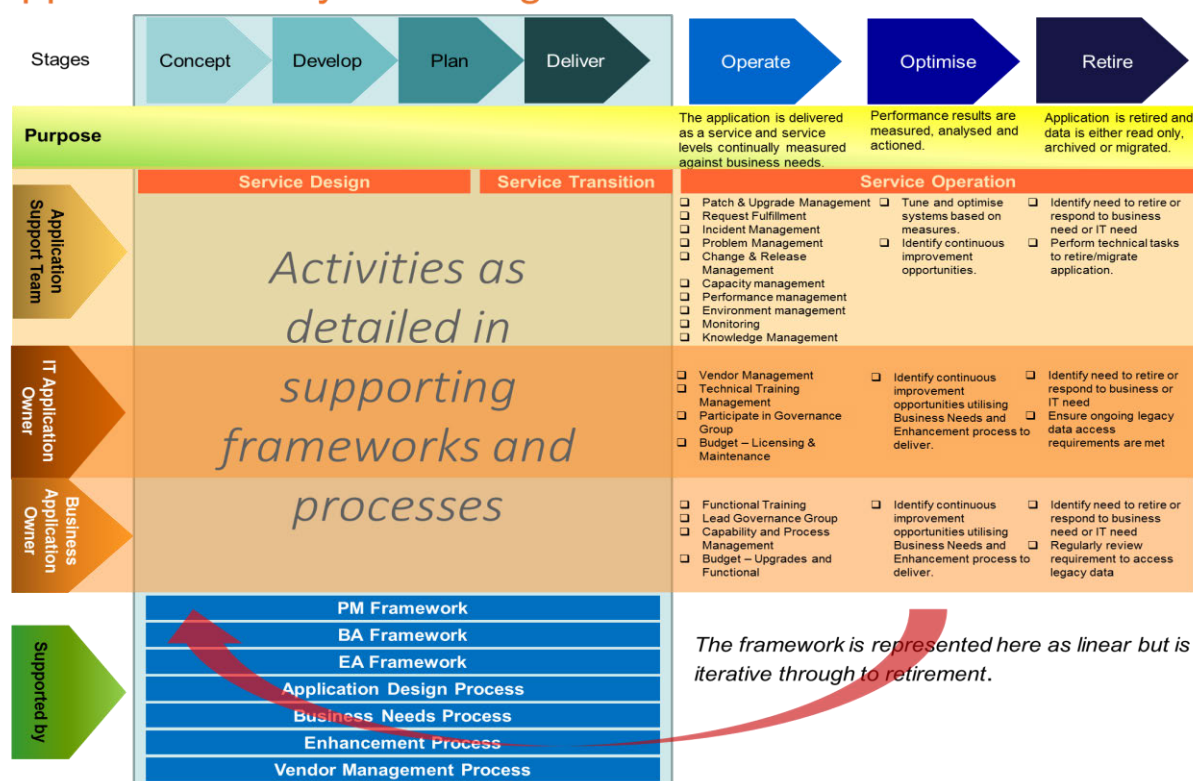 Stages
Concept
Develop
Plan
Deliver
Operate
Optimise
Retire
Purpose
The application is delivered
as a service and service
levels continually measured
against business needs.
Performance results are
measured, analysed and
actioned.
Application is retired and
data is either read only,
archived or migrated.
Service Design
Service Transition
Service Operation
Application
Support Team
Activities as
detailed in
supporting
frameworks and
processes
Patch & Upgrade Management
Request Fulfillment
Incident Management
Problem Management
Change & Release
Management
Capacity management
Performance management
Environment management
Monitoring
Knowledge Management
Tune and optimise
systems based on
measures.
Identify continuous
improvement
opportunities.
Identify need to retire or
respond to business
need or IT need
Perform technical tasks
to retire/migrate
application.
IT Application
Owner
Vendor Management
Technical Training
Management
Participate in Governance
Group
Budget – Licensing &
Maintenance
Identify continuous
improvement
opportunities utilising
Business Needs and
Enhancement process to
deliver.
Identify need to retire or
respond to business or
IT need
Ensure ongoing legacy
data access
requirements are met
Business
Application
Owner
Functional Training
Lead Governance Group
Capability and Process
Management
Budget – Upgrades and
Functional
Identify continuous
improvement
opportunities utilising
Business Needs and
Enhancement process to
deliver.
Identify need to retire or
respond to business
need or IT need
Regularly review
requirement to access
legacy data
Supported by
PM Framework
BA Framework
EA Framework
Application Design Process
Business Needs Process
Enhancement Process
Vendor Management Process
The framework is represented here as linear but is
iterative through to retirement.